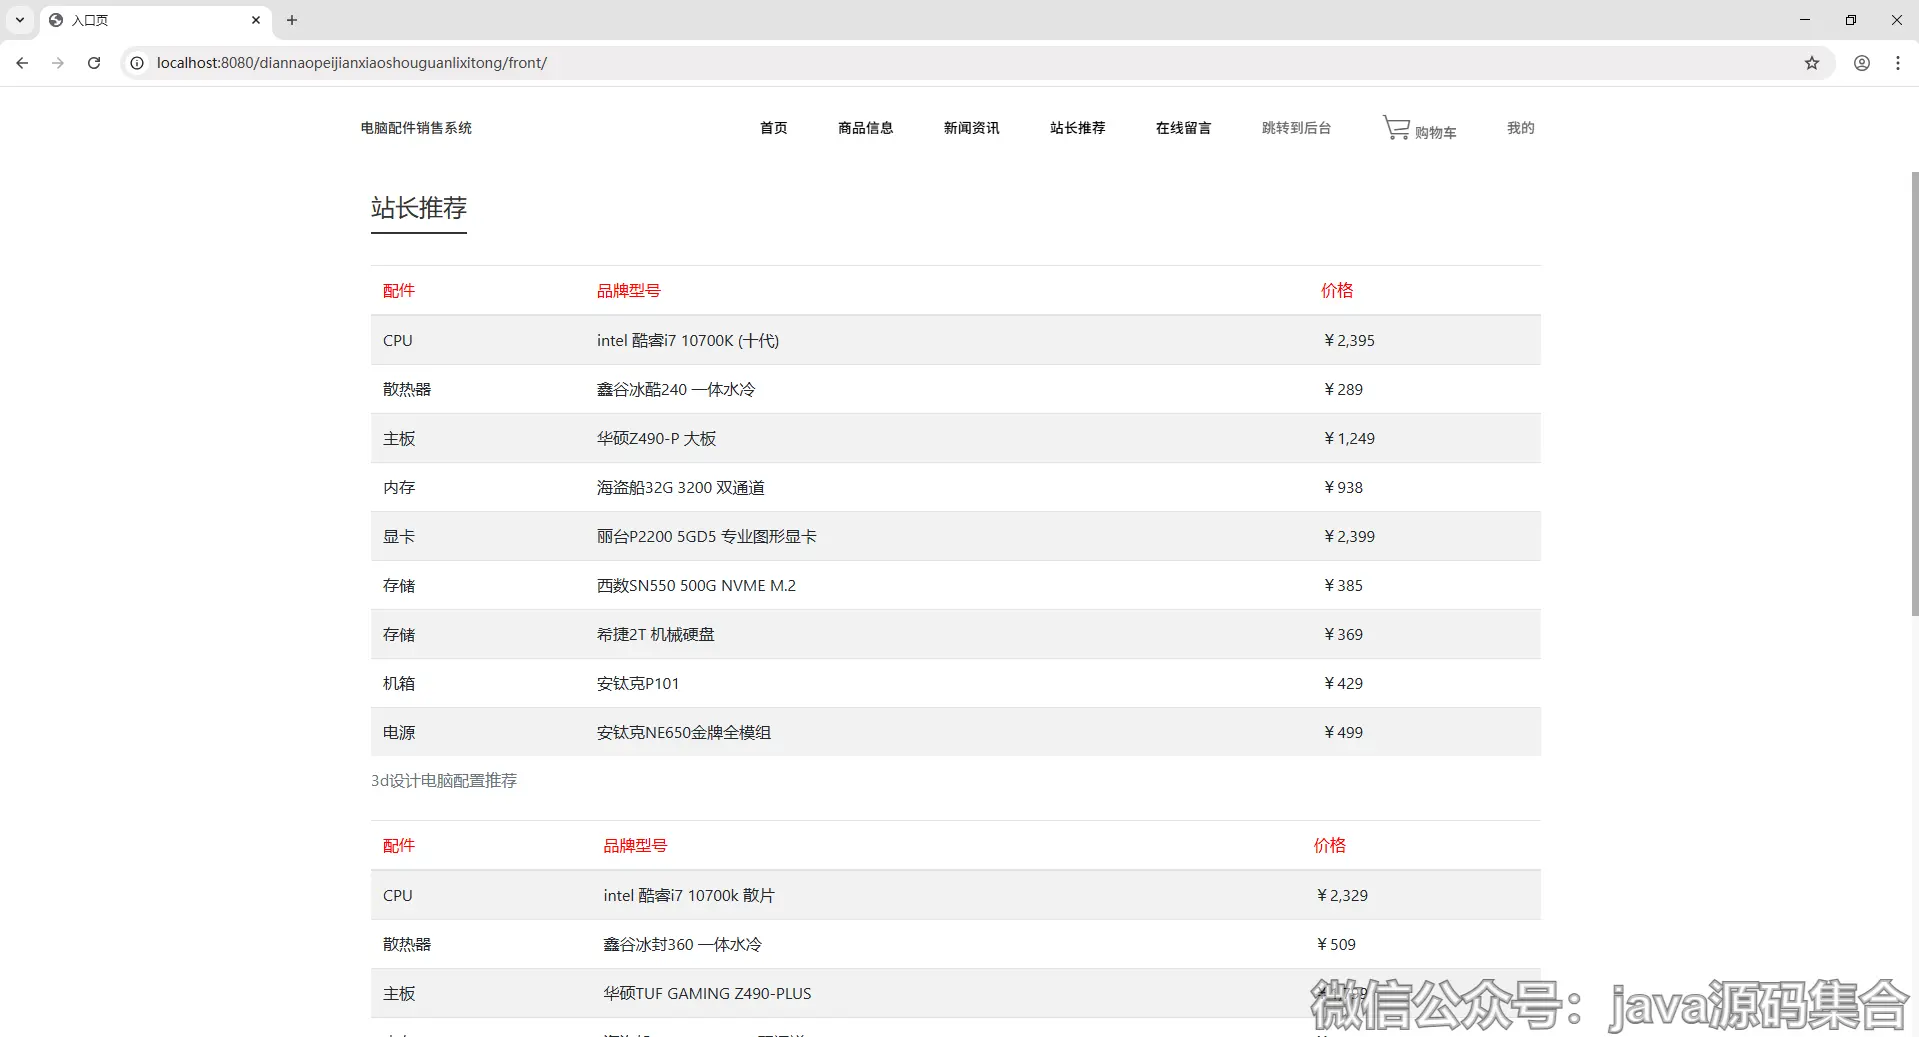 入口页
localhost:8080/diannaopeijianxiaoshouguanlixitong/front/
电脑配件销售系统 首页 商品信息 新闻资讯 站长推荐 在线留言 跳转到后台 购物车 我的
站长推荐
配件 品牌型号 价格
CPU intel 酷睿i7 10700K (十代) ￥2,395
散热器 鑫谷冰酷240 一体水冷 ￥289
主板 华硕Z490-P 大板 ￥1,249
内存 海盗船32G 3200 双通道 ￥938
显卡 丽台P2200 5GD5 专业图形显卡 ￥2,399
存储 西数SN550 500G NVME M.2 ￥385
存储 希捷2T 机械硬盘 ￥369
机箱 安钛克P101 ￥429
电源 安钛克NE650金牌全模组 ￥499
3d设计电脑配置推荐
配件 品牌型号 价格
CPU intel 酷睿i7 10700k 散片 ￥2,329
散热器 鑫谷冰封360 一体水冷 ￥509
主板 华硕TUF GAMING Z490-PLUS
微信公众号：java源码集合